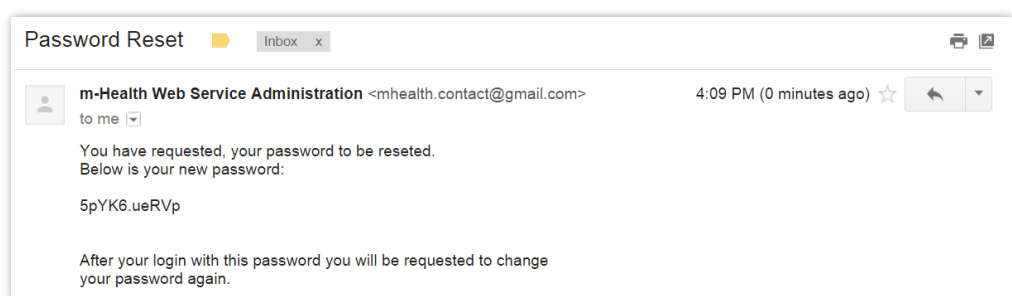 Password Reset Inbox x
m-Health Web Service Administration <mhealth.contact@gmail.com> 4:09 PM (0 minutes ago)
to me
You have requested, your password to be reseted.
Below is your new password:
5pYK6.ueRVp
After your login with this password you will be requested to change
your password again.